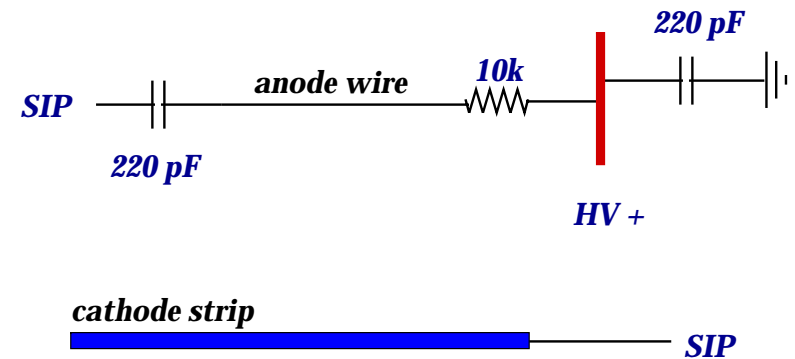 220 pF
anode wire
10k
SIP
220 pF
HV +
cathode strip
SIP